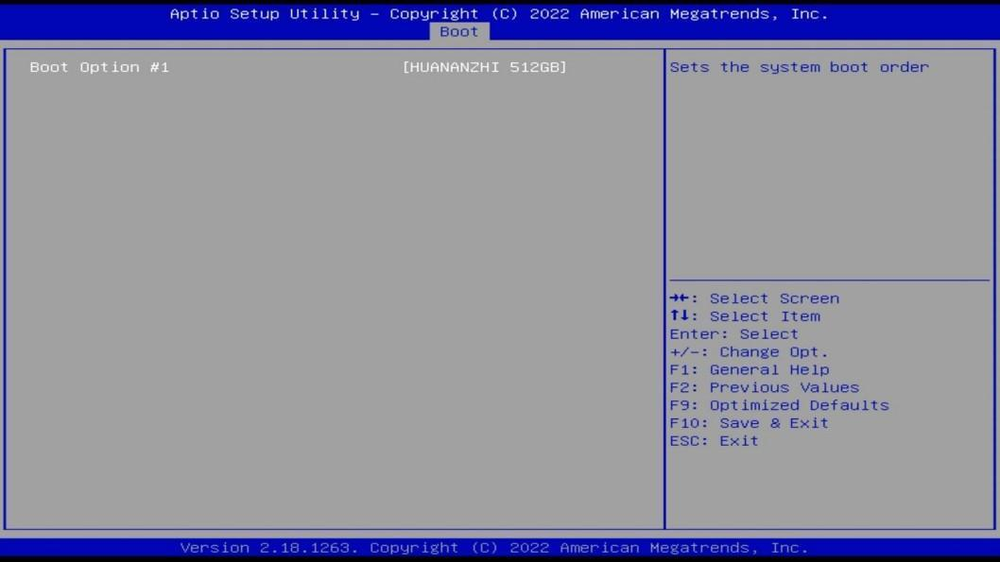 Aptio Setup Utility – Copyright (C) 2022 American Megatrends, Inc.
Boot
Boot Option #1 [HUANANZHI 512GB]
Sets the system boot order
→←: Select Screen
↑↓: Select Item
Enter: Select
+/-: Change Opt.
F1: General Help
F2: Previous Values
F9: Optimized Defaults
F10: Save & Exit
ESC: Exit
Version 2.18.1263. Copyright (C) 2022 American Megatrends, Inc.